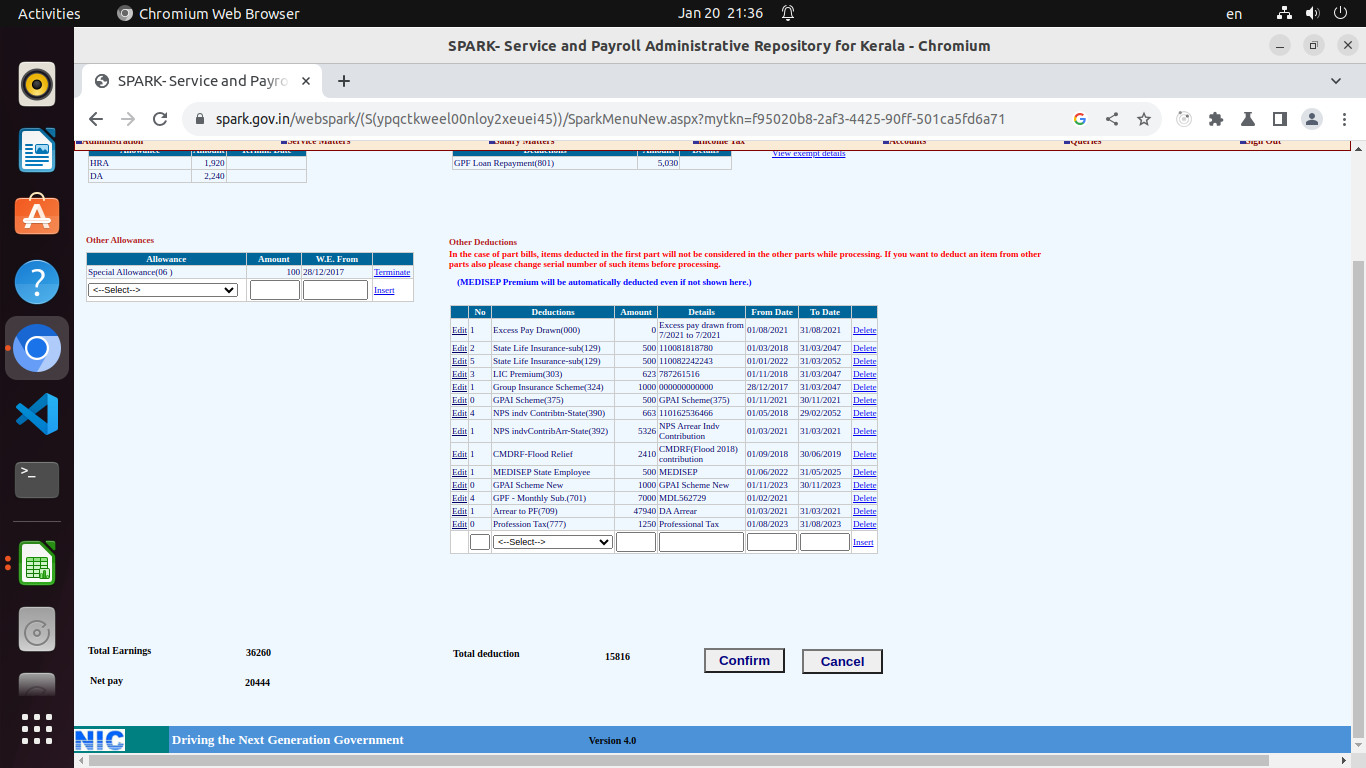 Activities Chromium Web Browser Jan 20 21:36 en
SPARK- Service and Payroll Administrative Repository for Kerala - Chromium
SPARK- Service and Payro
spark.gov.in/webspark/(S(ypqctkweel00nloy2xeuei45))/SparkMenuNew.aspx?mytkn=f95020b8-2af3-4425-90ff-501ca5fd6a71
Administration Service Matters Salary Matters Income Tax Accounts Queries Sign Out
Allowance Amount Termin. Date Deductions Amount Details View exempt details
HRA 1,920 GPF Loan Repayment(801) 5,030
DA 2,240
Other Allowances
Allowance Amount W.E. From
Special Allowance(06 ) 100 28/12/2017 Terminate
<--Select--> Insert
Other Deductions
In the case of part bills, items deducted in the first part will not be considered in the other parts while processing. If you want to deduct an item from other
parts also please change serial number of such items before processing.
(MEDISEP Premium will be automatically deducted even if not shown here.)
No Deductions Amount Details From Date To Date
Edit 1 Excess Pay Drawn(000) 0 Excess pay drawn from 7/2021 to 7/2021 01/08/2021 31/08/2021 Delete
Edit 2 State Life Insurance-sub(129) 500 110081818780 01/03/2018 31/03/2047 Delete
Edit 5 State Life Insurance-sub(129) 500 110082242243 01/01/2022 31/03/2052 Delete
Edit 3 LIC Premium(303) 623 787261516 01/11/2018 31/03/2047 Delete
Edit 1 Group Insurance Scheme(324) 1000 000000000000 28/12/2017 31/03/2047 Delete
Edit 0 GPAI Scheme(375) 500 GPAI Scheme(375) 01/11/2021 30/11/2021 Delete
Edit 4 NPS indv Contribtn-State(390) 663 110162536466 01/05/2018 29/02/2052 Delete
Edit 1 NPS indvContribArr-State(392) 5326 NPS Arrear Indv Contribution 01/03/2021 31/03/2021 Delete
Edit 1 CMDRF-Flood Relief 2410 CMDRF(Flood 2018) contribution 01/09/2018 30/06/2019 Delete
Edit 1 MEDISEP State Employee 500 MEDISEP 01/06/2022 31/05/2025 Delete
Edit 0 GPAI Scheme New 1000 GPAI Scheme New 01/11/2023 30/11/2023 Delete
Edit 4 GPF - Monthly Sub.(701) 7000 MDL562729 01/02/2021 Delete
Edit 1 Arrear to PF(709) 47940 DA Arrear 01/03/2021 31/03/2021 Delete
Edit 0 Profession Tax(777) 1250 Professional Tax 01/08/2023 31/08/2023 Delete
<--Select--> Insert
Total Earnings 36260 Total deduction 15816 Confirm Cancel
Net pay 20444
NIC Driving the Next Generation Government Version 4.0